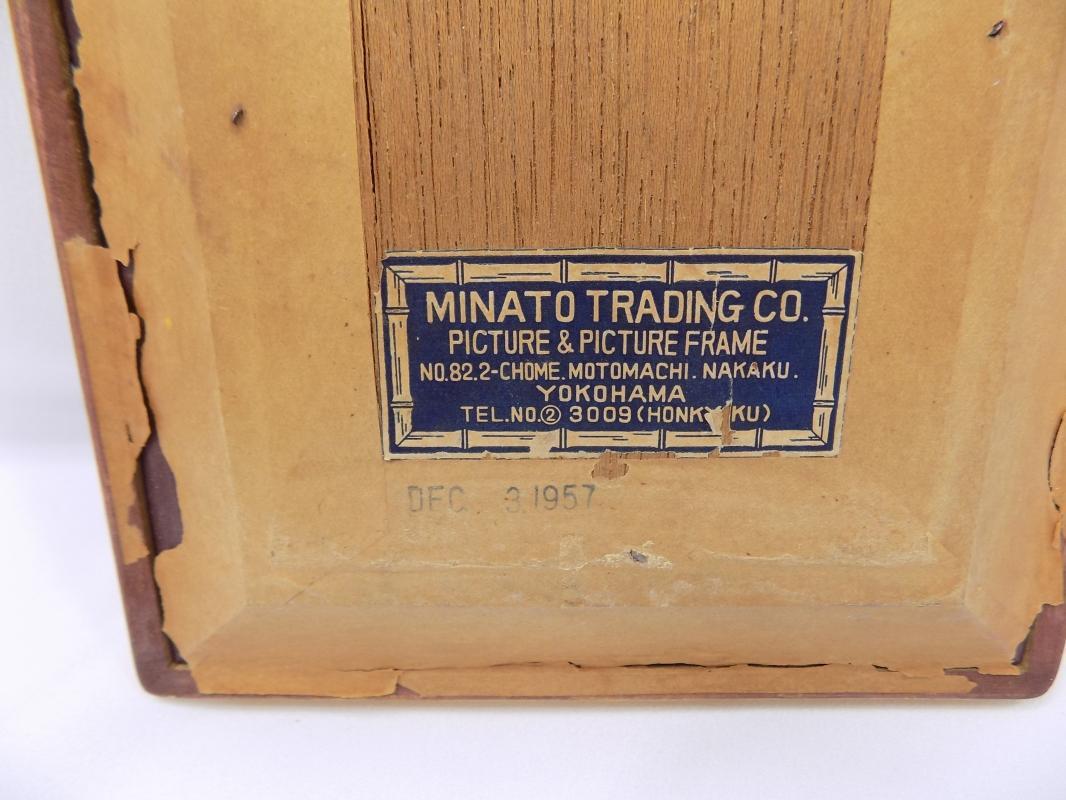 MINATO TRADING CO.
PICTURE & PICTURE FRAME
NO.82.2-CHOME.MOTOMACHI. NAKAKU.
YOKOHAMA
TEL.NO.② 3009
DEC 3 1957